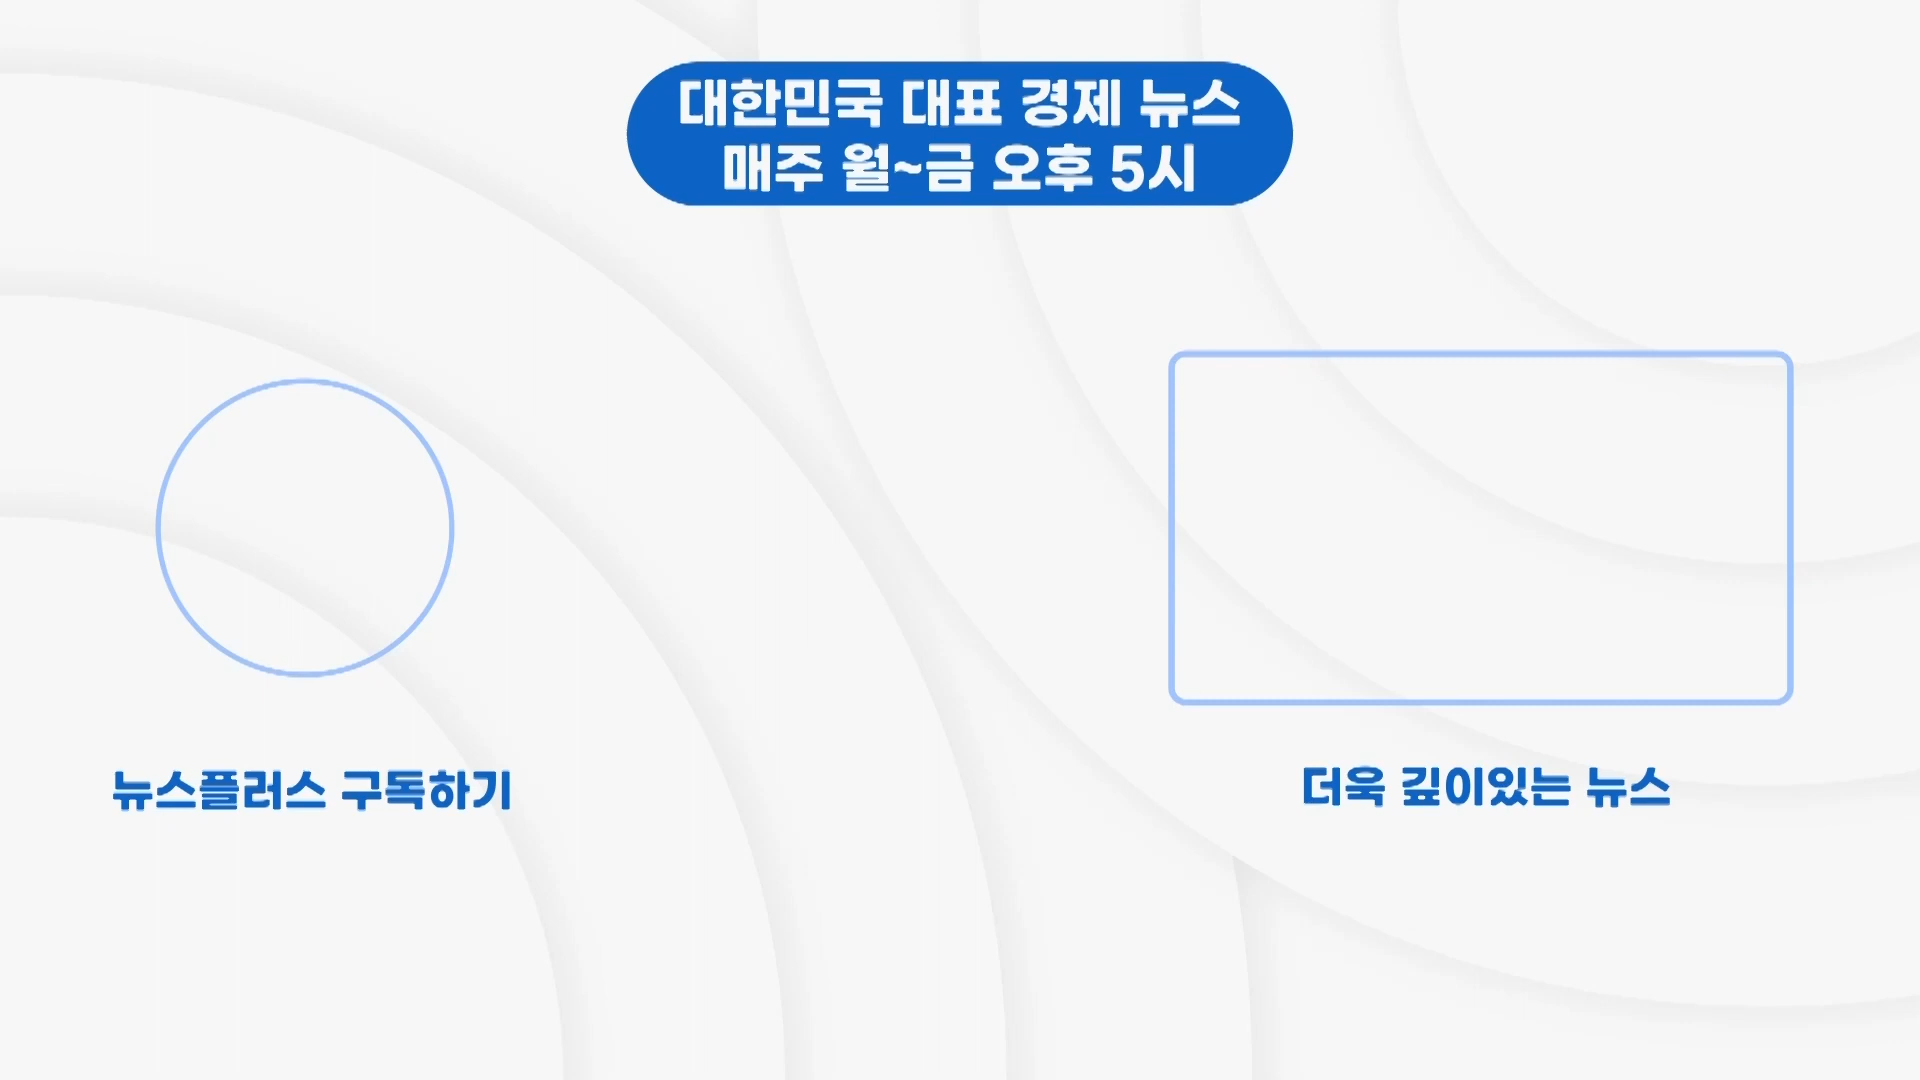 대한민국 대표 경제 뉴스
매주 월~금 오후 5시
뉴스플러스 구독하기
더욱 깊이있는 뉴스